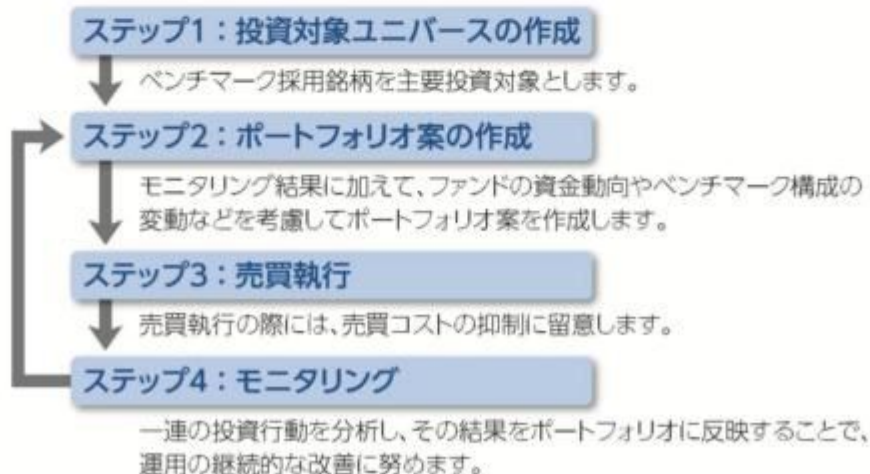 ステップ1：投資対象ユニバースの作成
ベンチマーク採用銘柄を主要投資対象とします。
ステップ2：ポートフォリオ案の作成
モニタリング結果に加えて、ファンドの資金動向やベンチマーク構成の
変動などを考慮してポートフォリオ案を作成します。
ステップ3：売買執行
売買執行の際には、売買コストの抑制に留意します。
ステップ4：モニタリング
一連の投資行動を分析し、その結果をポートフォリオに反映することで、
運用の継続的な改善に努めます。